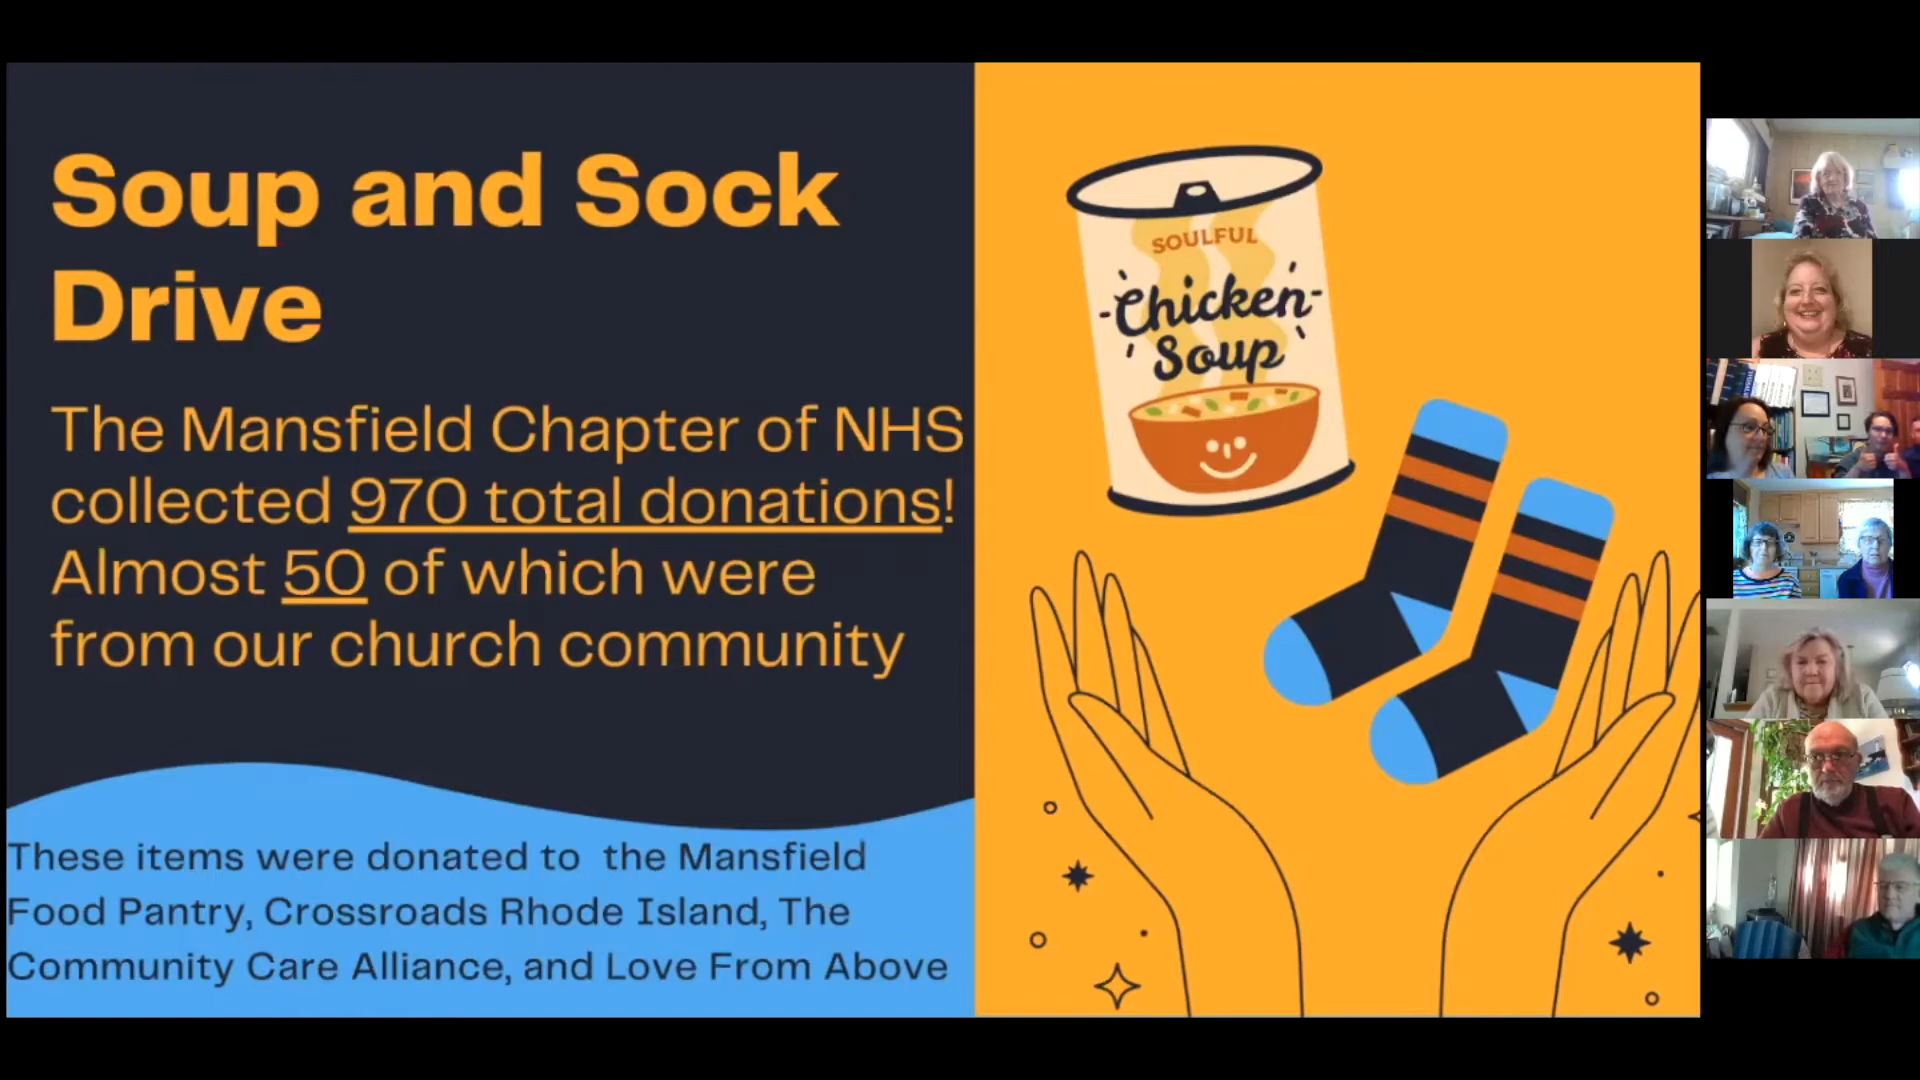 Soup and Sock
Drive
The Mansfield Chapter of NHS
collected 970 total donations!
Almost 50 of which were
from our church community
These items were donated to the Mansfield
Food Pantry, Crossroads Rhode Island, The
Community Care Alliance, and Love From Above
SOULFUL
Chicken
Soup